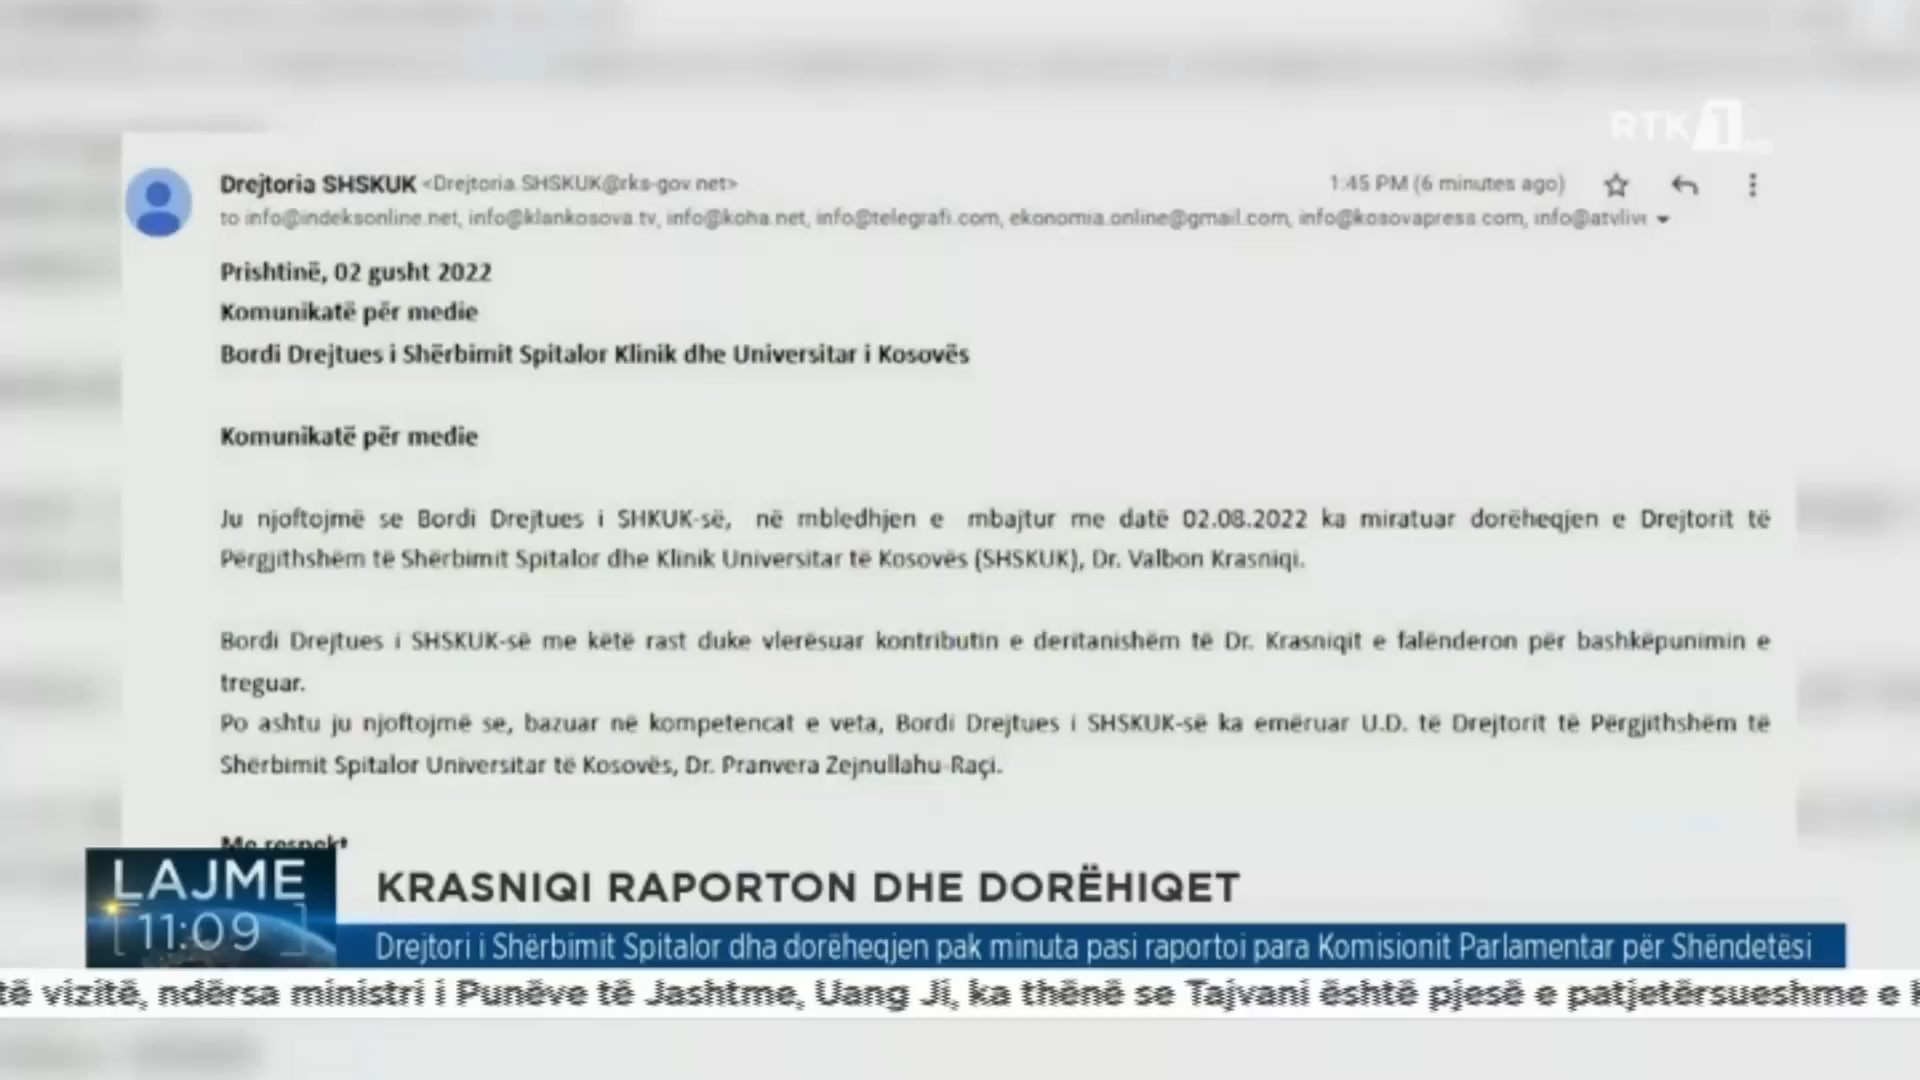 RTK 1
Drejtoria SHSKUK <Drejtoria.SHSKUK@rks-gov.net>
1:45 PM (6 minutes ago)
to info@indeksonline.net, info@klankosova.tv, info@koha.net, info@telegrafi.com, ekonomia.online@gmail.com, info@kosovapress.com, info@atvlive
Prishtinë, 02 gusht 2022
Komunikatë për medie
Bordi Drejtues i Shërbimit Spitalor Klinik dhe Universitar i Kosovës
Komunikatë për medie
Ju njoftojmë se Bordi Drejtues i SHKUK-së, në mbledhjen e mbajtur me datë 02.08.2022 ka miratuar dorëheqjen e Drejtorit të
Përgjithshëm të Shërbimit Spitalor dhe Klinik Universitar të Kosovës (SHSKUK), Dr. Valbon Krasniqi.
Bordi Drejtues i SHSKUK-së me këtë rast duke vlerësuar kontributin e deritanishëm të Dr. Krasniqit e falënderon për bashkëpunimin e
treguar.
Po ashtu ju njoftojmë se, bazuar në kompetencat e veta, Bordi Drejtues i SHSKUK-së ka emëruar U.D. të Drejtorit të Përgjithshëm të
Shërbimit Spitalor Universitar të Kosovës, Dr. Pranvera Zejnullahu-Raçi.
Me respekt
LAJME
11:09
KRASNIQI RAPORTON DHE DORËHIQET
Drejtori i Shërbimit Spitalor dha dorëheqjen pak minuta pasi raportoi para Komisionit Parlamentar për Shëndetësi
të vizitë, ndërsa ministri i Punëve të Jashtme, Uang Ji, ka thënë se Tajvani është pjesë e patjetërsueshme e